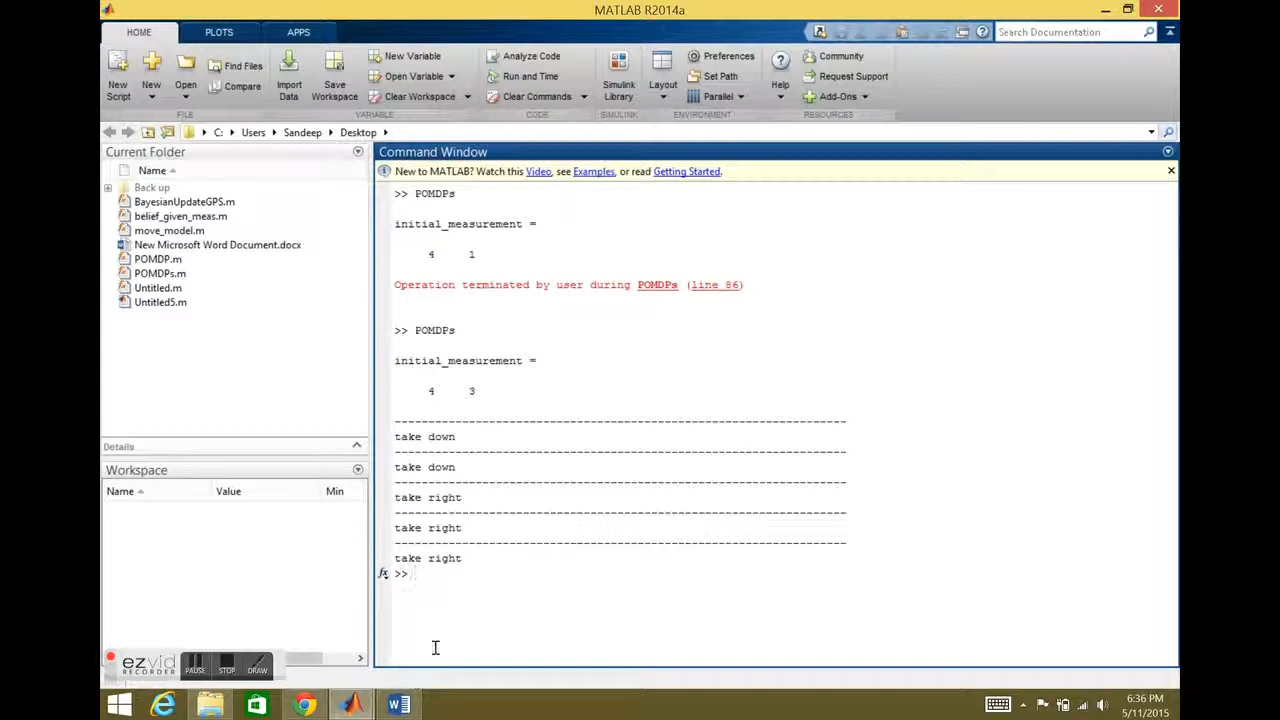 MATLAB R2014a
HOME
PLOTS
APPS
Search Documentation
New Script
New
Open
Find Files
Compare
Import Data
Save Workspace
New Variable
Open Variable
Clear Workspace
Analyze Code
Run and Time
Clear Commands
Simulink Library
Layout
Preferences
Set Path
Parallel
Help
Community
Request Support
Add-Ons
FILE
VARIABLE
CODE
SIMULINK
ENVIRONMENT
RESOURCES
C: Users Sandeep Desktop
Current Folder
Name
Back up
BayesianUpdateGPS.m
belief_given_meas.m
move_model.m
New Microsoft Word Document.docx
POMDP.m
POMDPs.m
Untitled.m
Untitled5.m
Details
Workspace
Name Value Min
Command Window
New to MATLAB? Watch this Video, see Examples, or read Getting Started.
>> POMDPs
initial_measurement =
4 1
Operation terminated by user during POMDPs (line 86)
>> POMDPs
initial_measurement =
4 3
--------------------------------------------------------------------
take down
--------------------------------------------------------------------
take down
--------------------------------------------------------------------
take right
--------------------------------------------------------------------
take right
--------------------------------------------------------------------
take right
fx >>
ezvid
RECORDER
PAUSE
STOP
DRAW
6:36 PM
5/11/2015